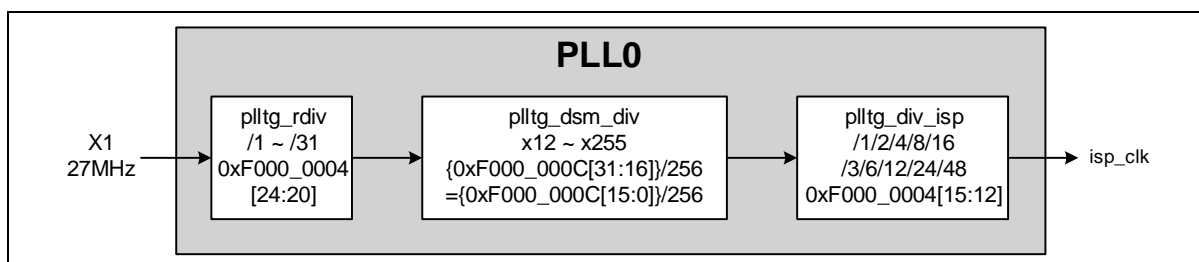 PLL0
X1
27MHz
plltg_rdiv
/1 ~ /31
0xF000_0004
[24:20]
plltg_dsm_div
x12 ~ x255
{0xF000_000C[31:16]}/256
={0xF000_000C[15:0]}/256
plltg_div_isp
/1/2/4/8/16
/3/6/12/24/48
0xF000_0004[15:12]
isp_clk